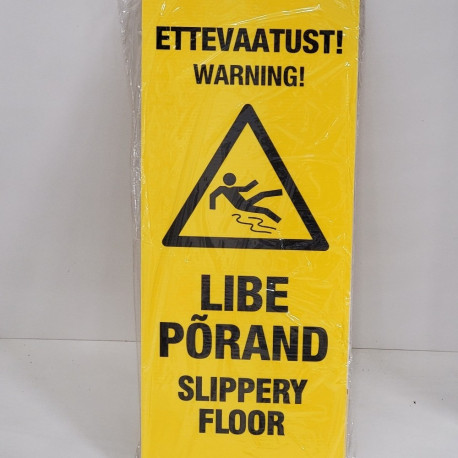 ETTEVAATUST!
WARNING!
LIBE
PÕRAND
SLIPPERY
FLOOR